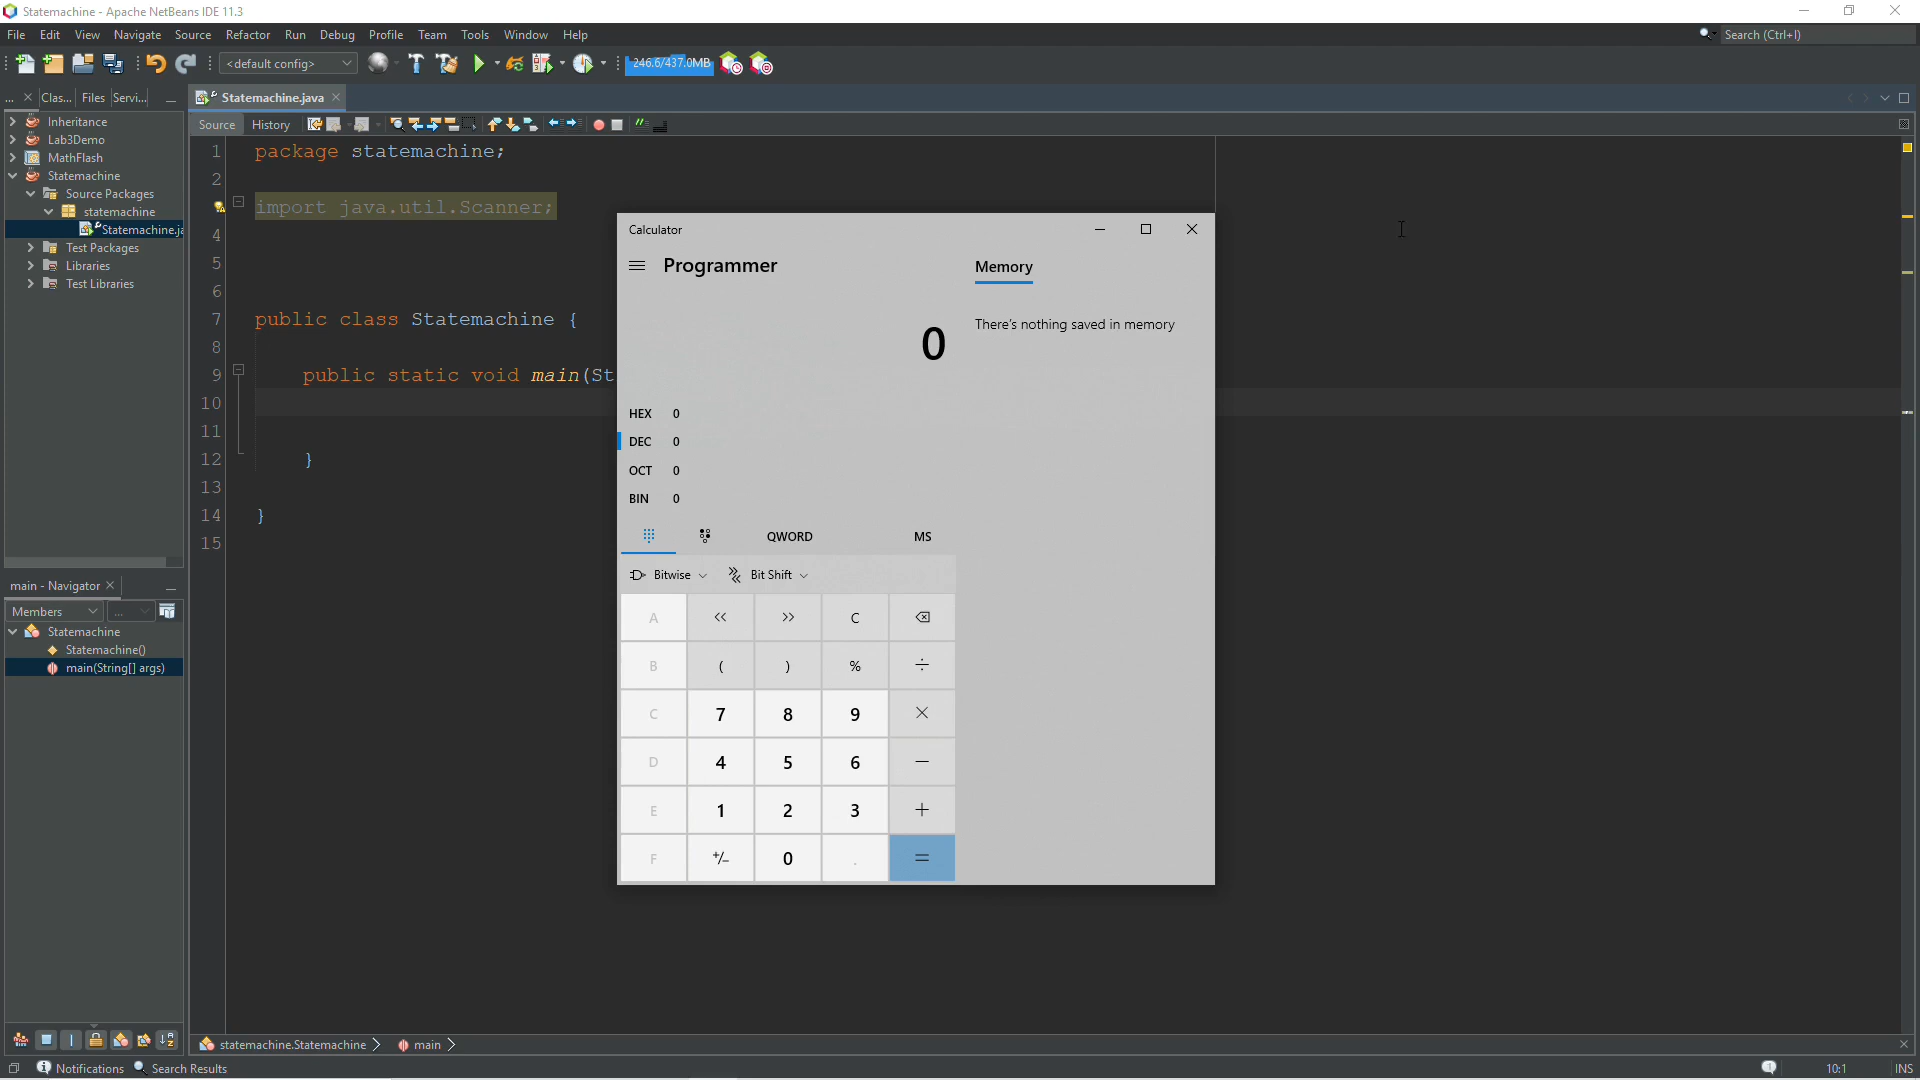 Statemachine - Apache NetBeans IDE 11.3
File Edit View Navigate Source Refactor Run Debug Profile Team Tools Window Help
Search (Ctrl+I)
<default config>
246.6/437.0MB
... Clas... Files Servi...
Statemachine.java
Source History
Inheritance
Lab3Demo
MathFlash
Statemachine
Source Packages
statemachine
Statemachine.ja
Test Packages
Libraries
Test Libraries
1 package statemachine;
2
import java.util.Scanner;
4
5
6
7 public class Statemachine {
8
9 public static void main(St
10
11
12 }
13
14 }
15
Calculator
Programmer
Memory
There's nothing saved in memory
0
HEX 0
DEC 0
OCT 0
BIN 0
QWORD MS
Bitwise Bit Shift
A << >> C
B ( ) % ÷
C 7 8 9 ×
D 4 5 6 −
E 1 2 3 +
F +/− 0 . =
main - Navigator
Members ...
Statemachine
Statemachine()
main(String[] args)
statemachine.Statemachine main
Notifications Search Results
10:1 INS